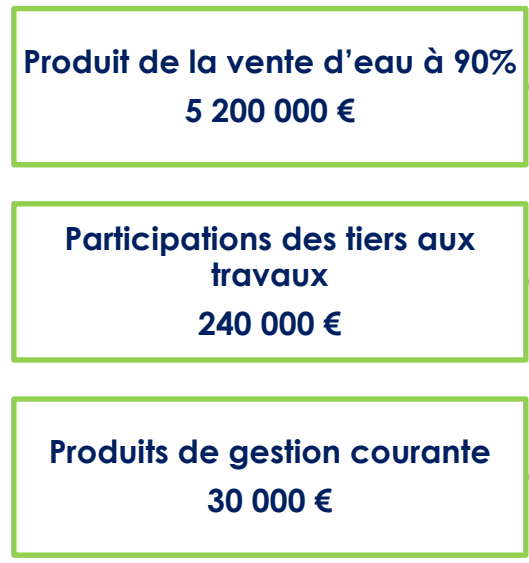 Produit de la vente d’eau à 90%
5 200 000 €
Participations des tiers aux
travaux
240 000 €
Produits de gestion courante
30 000 €